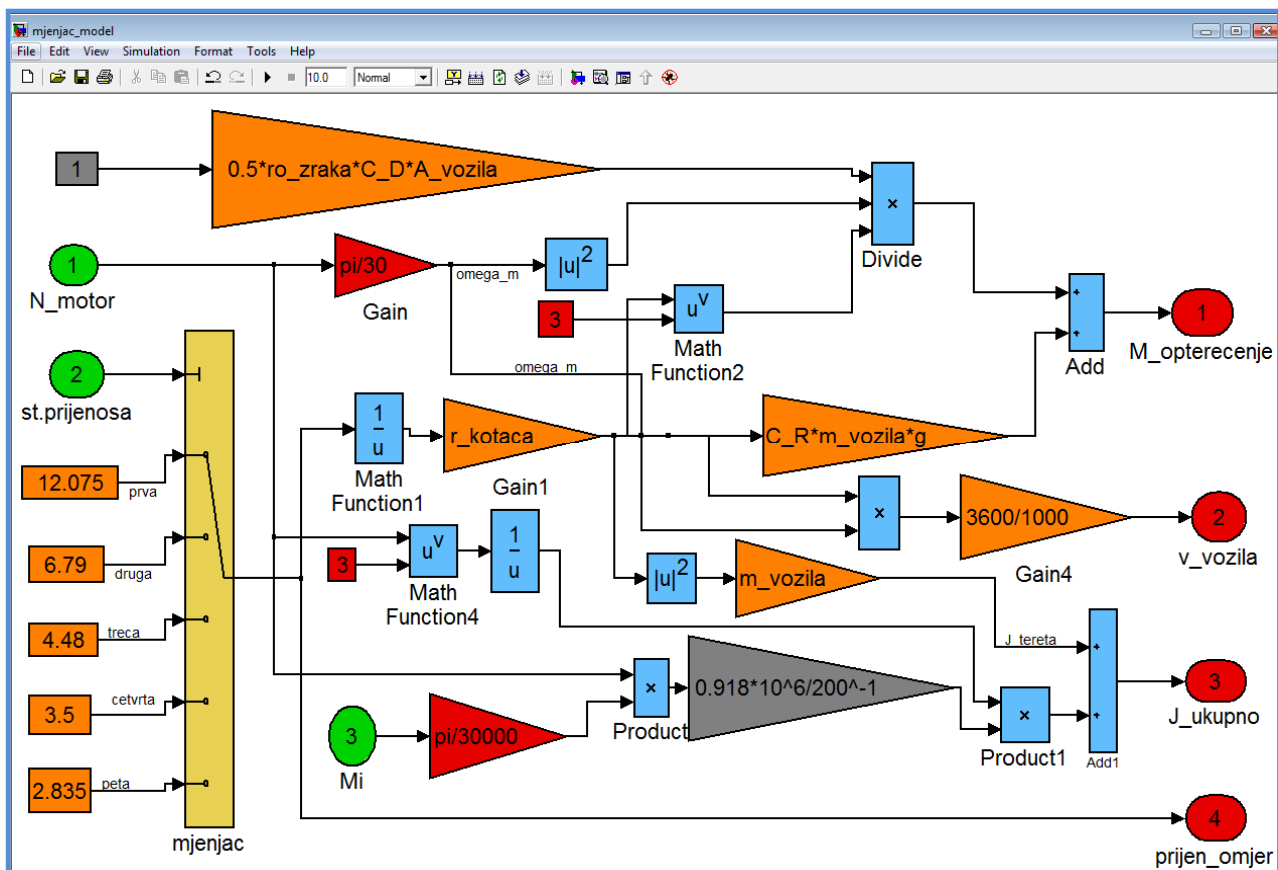 mjenjac_model
File Edit View Simulation Format Tools Help
10.0 Normal
1
0.5*ro_zraka*C_D*A_vozila
×
Divide
1
N_motor
pi/30
Gain
omega_m
|u|²
3
u^v
Math
Function2
+
+
Add
1
M_opterecenje
2
st.prijenosa
omega_m
1
u
Math
Function1
r_kotaca
Gain1
C_R*m_vozila*g
12.075
prva
6.79
druga
4.48
treca
3.5
cetvrta
2.835
peta
mjenjac
3
u^v
Math
Function4
1
u
×
3600/1000
Gain4
2
v_vozila
|u|²
m_vozila
J_tereta
3
Mi
pi/30000
×
Product
0.918*10^6/200^-1
×
Product1
+
+
Add1
3
J_ukupno
4
prijen_omjer